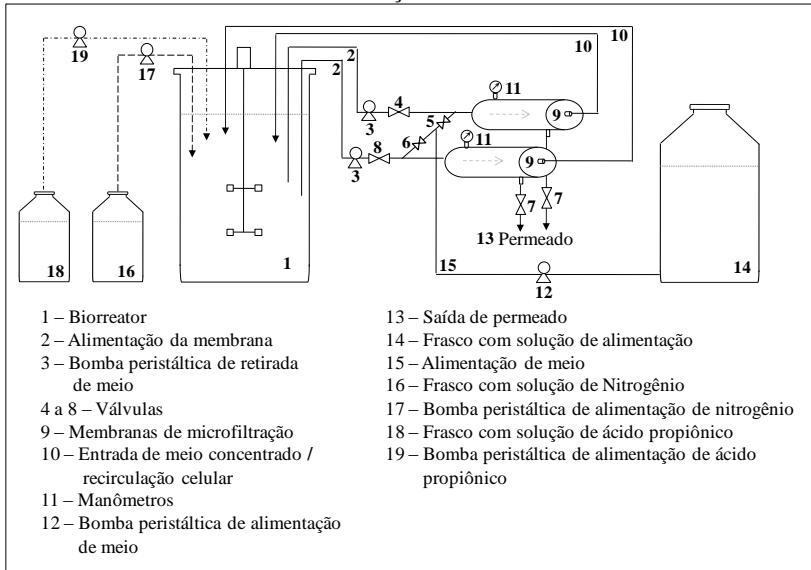 10
10
2
19
17
2
11
4
9
3
5
11
6
8
9
3
7
7
13 Permeado
1
15
14
18
16
12
1 – Biorreator
2 – Alimentação da membrana
3 – Bomba peristáltica de retirada
de meio
4 a 8 – Válvulas
9 – Membranas de microfiltração
10 – Entrada de meio concentrado /
recirculação celular
11 – Manômetros
12 – Bomba peristáltica de alimentação
de meio
13 – Saída de permeado
14 – Frasco com solução de alimentação
15 – Alimentação de meio
16 – Frasco com solução de Nitrogênio
17 – Bomba peristáltica de alimentação de nitrogênio
18 – Frasco com solução de ácido propiônico
19 – Bomba peristáltica de alimentação de ácido
propiônico